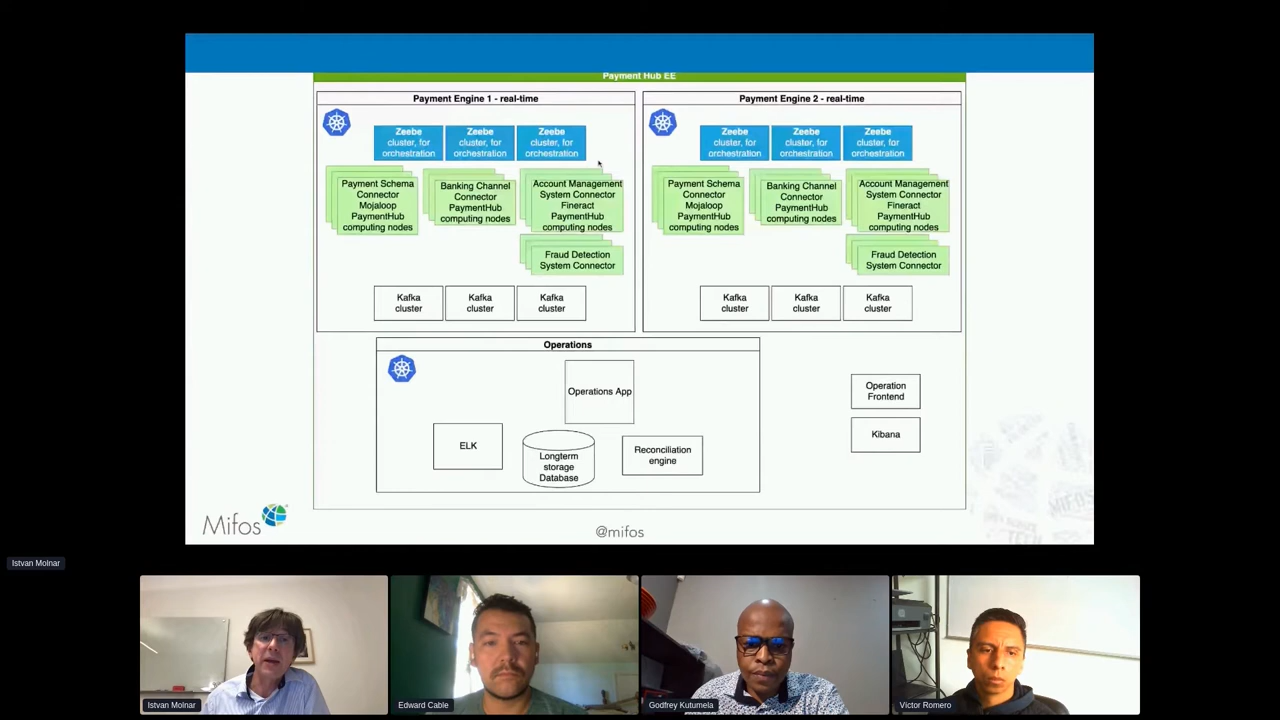 Payment Hub EE
Payment Engine 1 - real-time
Zeebe
cluster, for
orchestration
Zeebe
cluster, for
orchestration
Zeebe
cluster, for
orchestration
Payment Schema
Connector
Mojaloop
PaymentHub
computing nodes
Banking Channel
Connector
PaymentHub
computing nodes
Account Management
System Connector
Fineract
PaymentHub
computing nodes
Fraud Detection
System Connector
Kafka
cluster
Kafka
cluster
Kafka
cluster
Payment Engine 2 - real-time
Zeebe
cluster, for
orchestration
Zeebe
cluster, for
orchestration
Zeebe
cluster, for
orchestration
Payment Schema
Connector
Mojaloop
PaymentHub
computing nodes
Banking Channel
Connector
PaymentHub
computing nodes
Account Management
System Connector
Fineract
PaymentHub
computing nodes
Fraud Detection
System Connector
Kafka
cluster
Kafka
cluster
Kafka
cluster
Operations
Operations App
ELK
Longterm
storage
Database
Reconciliation
engine
Operation
Frontend
Kibana
Mifos
@mifos
MIFOS
Istvan Molnar
Istvan Molnar
Edward Cable
Godfrey Kutumela
Víctor Romero